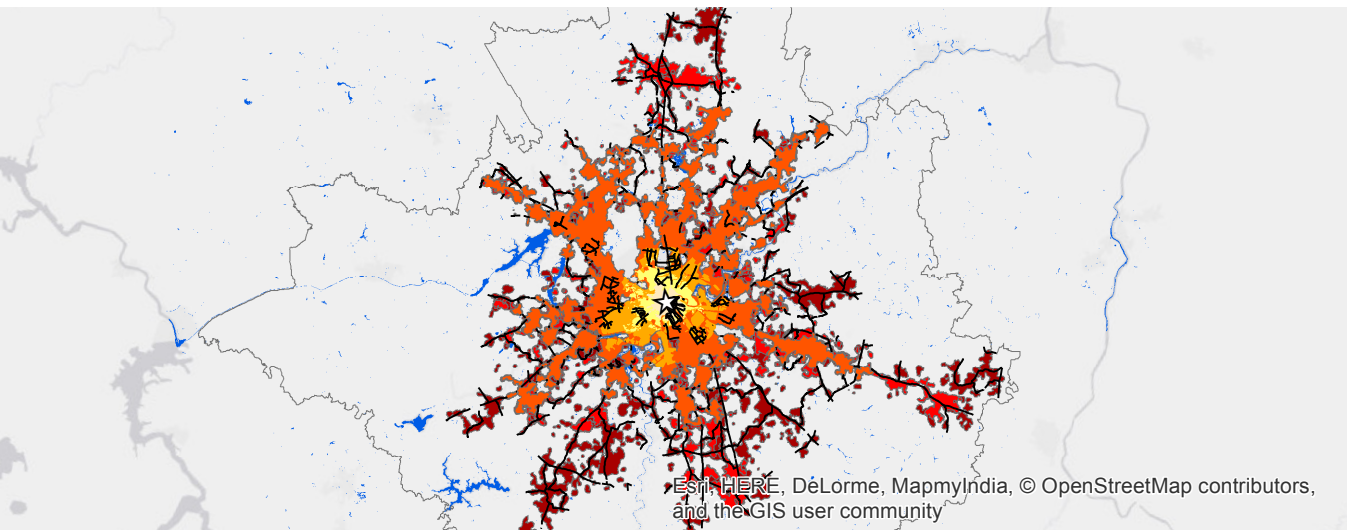 Esri, HERE, DeLorme, MapmyIndia, © OpenStreetMap contributors,
and the GIS user community